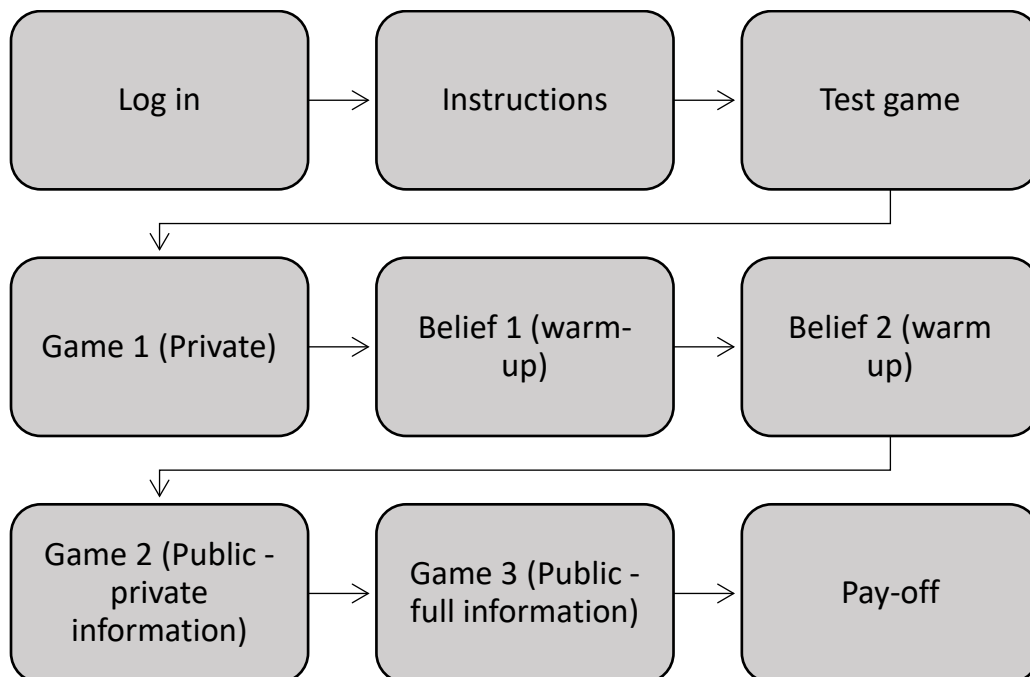 Log in
Instructions
Test game
Game 1 (Private)
Belief 1 (warm-
up)
Belief 2 (warm
up)
Game 2 (Public -
private
information)
Game 3 (Public -
full information)
Pay-off